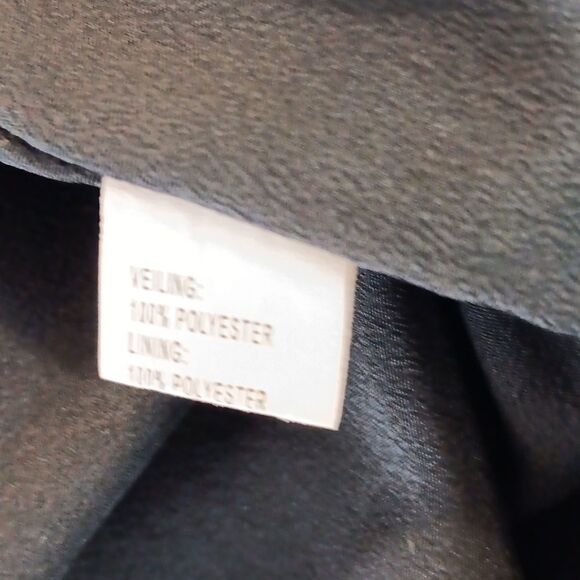 VEILING:
100% POLYESTER
LINING:
100% POLYESTER